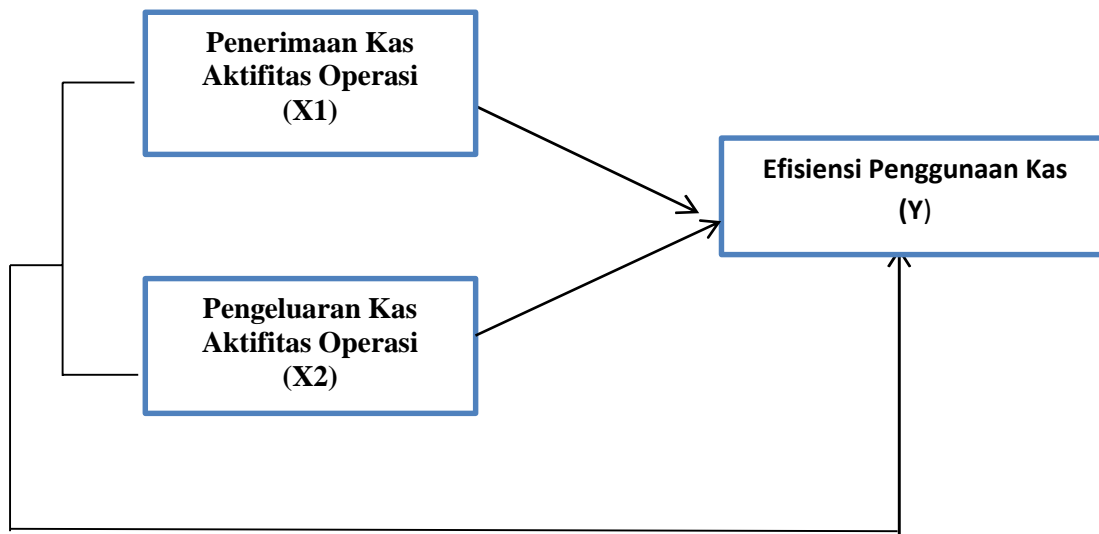 Penerimaan Kas
Aktifitas Operasi
(X1)
Efisiensi Penggunaan Kas
(Y)
Pengeluaran Kas
Aktifitas Operasi
(X2)